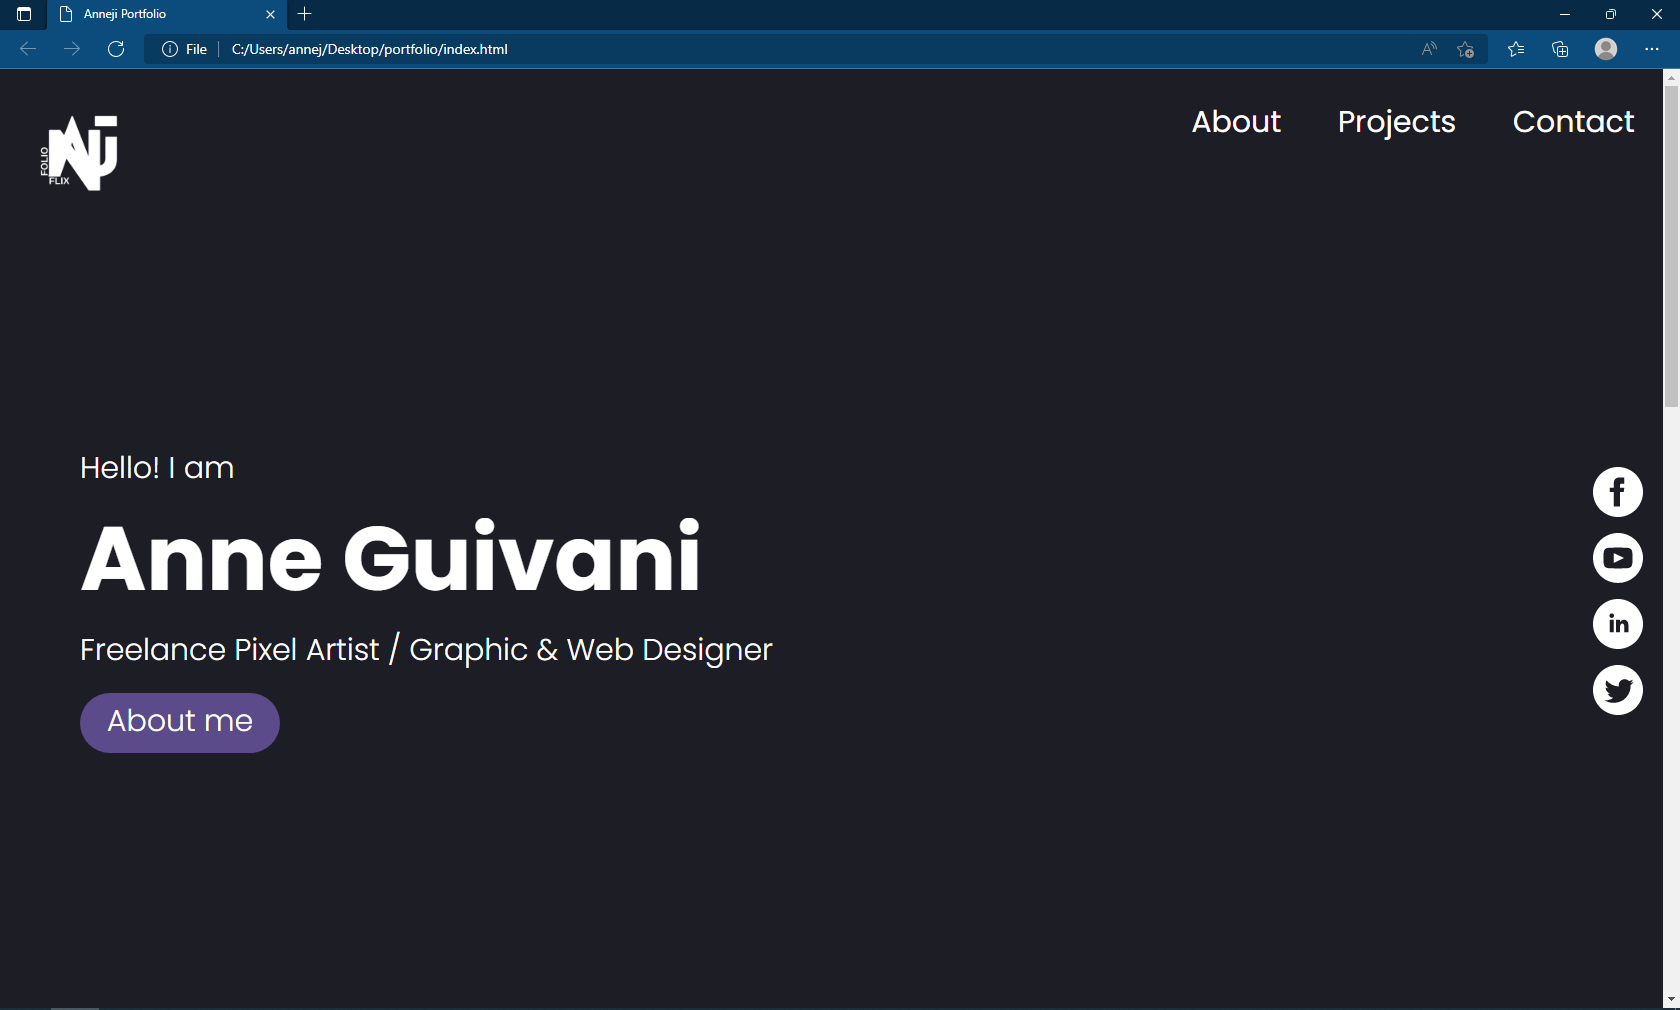 Anneji Portfolio
File
C:/Users/annej/Desktop/portfolio/index.html
FOLIO
FLIX
NJ
About
Projects
Contact
Hello! I am
Anne Guivani
Freelance Pixel Artist / Graphic & Web Designer
About me
in